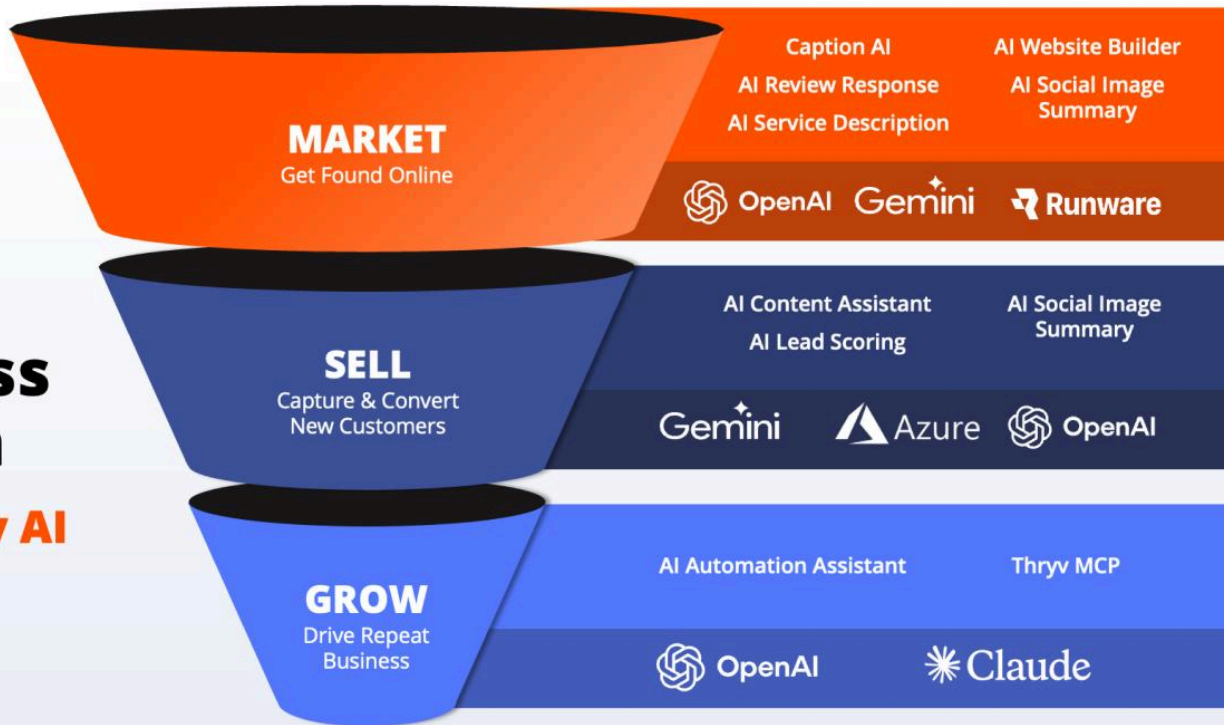 MARKET
Get Found Online
Caption AI
AI Review Response
AI Service Description
AI Website Builder
AI Social Image
Summary
OpenAI
Gemini
Runware
SELL
Capture & Convert
New Customers
AI Content Assistant
AI Lead Scoring
AI Social Image
Summary
Gemini
Azure
OpenAI
AI
GROW
Drive Repeat
Business
AI Automation Assistant
Thryv MCP
OpenAI
Claude